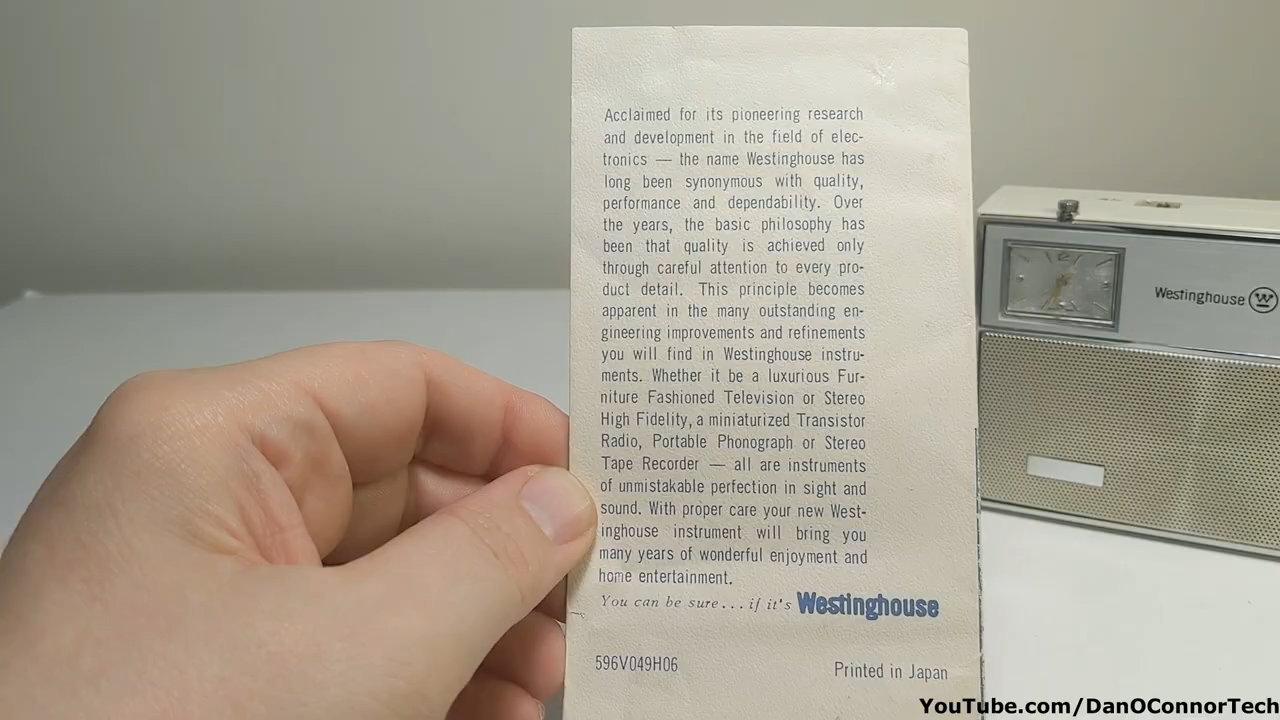 Acclaimed for its pioneering research
and development in the field of elec-
tronics — the name Westinghouse has
long been synonymous with quality,
performance and dependability. Over
the years, the basic philosophy has
been that quality is achieved only
through careful attention to every pro-
duct detail. This principle becomes
apparent in the many outstanding en-
gineering improvements and refinements
you will find in Westinghouse instru-
ments. Whether it be a luxurious Fur-
niture Fashioned Television or Stereo
High Fidelity, a miniaturized Transistor
Radio, Portable Phonograph or Stereo
Tape Recorder — all are instruments
of unmistakable perfection in sight and
sound. With proper care your new West-
inghouse instrument will bring you
many years of wonderful enjoyment and
home entertainment.
You can be sure...if it's Westinghouse
596V049H06
Printed in Japan
12
Westinghouse W
YouTube.com/DanOConnorTech